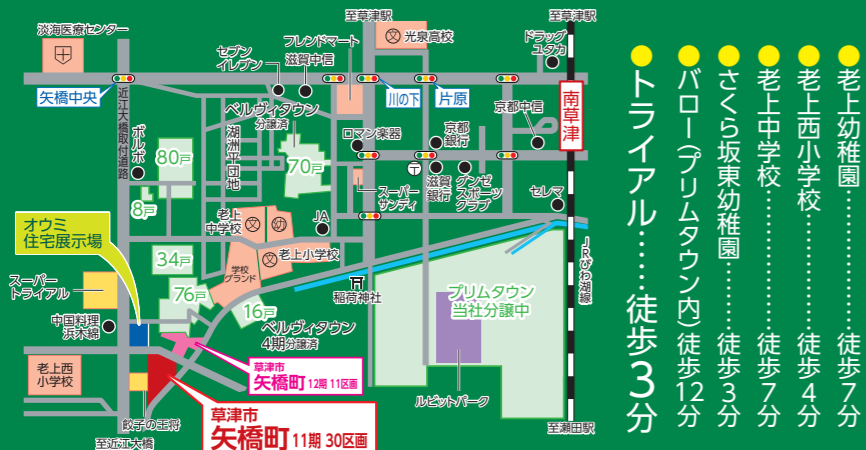 至草津駅
至草津駅
淡海医療センター
フレンドマート
光泉高校
ドラッグ
ユタカ
セブン
イレブン
滋賀中信
矢橋中央
川の下
片原
南草津
近江大橋取付道路
ボルボ
80戸
8戸
湖洲平団地
ベルヴィタウン
分譲済
70戸
ロマン楽器
京都
銀行
京都中信
スーパー
サンディ
滋賀
銀行
グンゼ
スポーツ
クラブ
セレマ
オウミ
住宅展示場
老上
中学校
幼
JA
老上小学校
34戸
学校
グランド
スーパー
トライアル
76戸
16戸
稲荷神社
JRびわ湖線
プリムタウン
当社分譲中
中国料理
浜木綿
ベルヴィタウン
4期分譲済
老上西
小学校
草津市
矢橋町 12期 11区画
ルビットパーク
餃子の王将
草津市
矢橋町 11期 30区画
至近江大橋
至瀬田駅
●老上幼稚園………徒歩7分
●老上西小学校………徒歩4分
●老上中学校………徒歩7分
●さくら坂東幼稚園………徒歩3分
●バロー(プリムタウン内)徒歩12分
●トライアル……徒歩3分